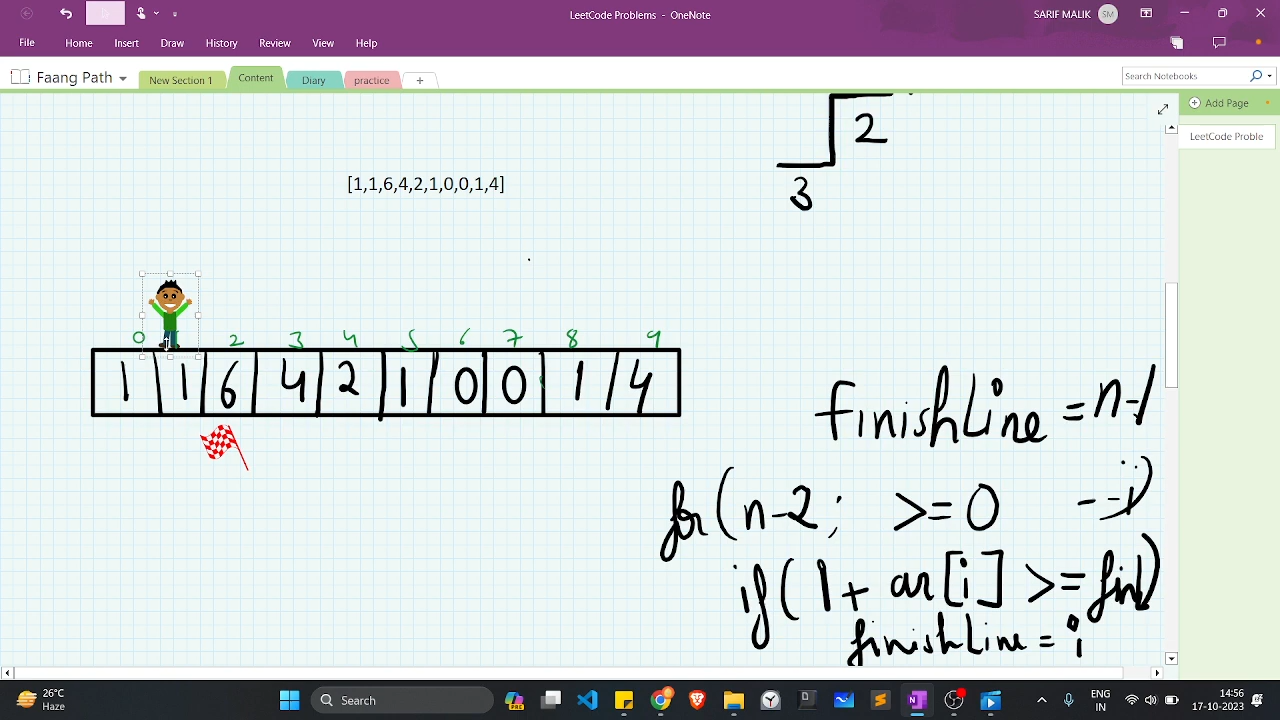 LeetCode Problems - OneNote
SARIF MALIK SM
File Home Insert Draw History Review View Help
Faang Path New Section 1 Content Diary practice +
Search Notebooks
Add Page
LeetCode Proble
2
3
[1,1,6,4,2,1,0,0,1,4]
0 2 3 4 5 6 7 8 9
1 1 6 4 2 1 0 0 1 4
finishLine = n-1
for(n-2; >=0 --i)
if(1+ ar[i] >= fin)
finishLine = i
26°C
Haze
Search
ENG
IN
14:56
17-10-2023